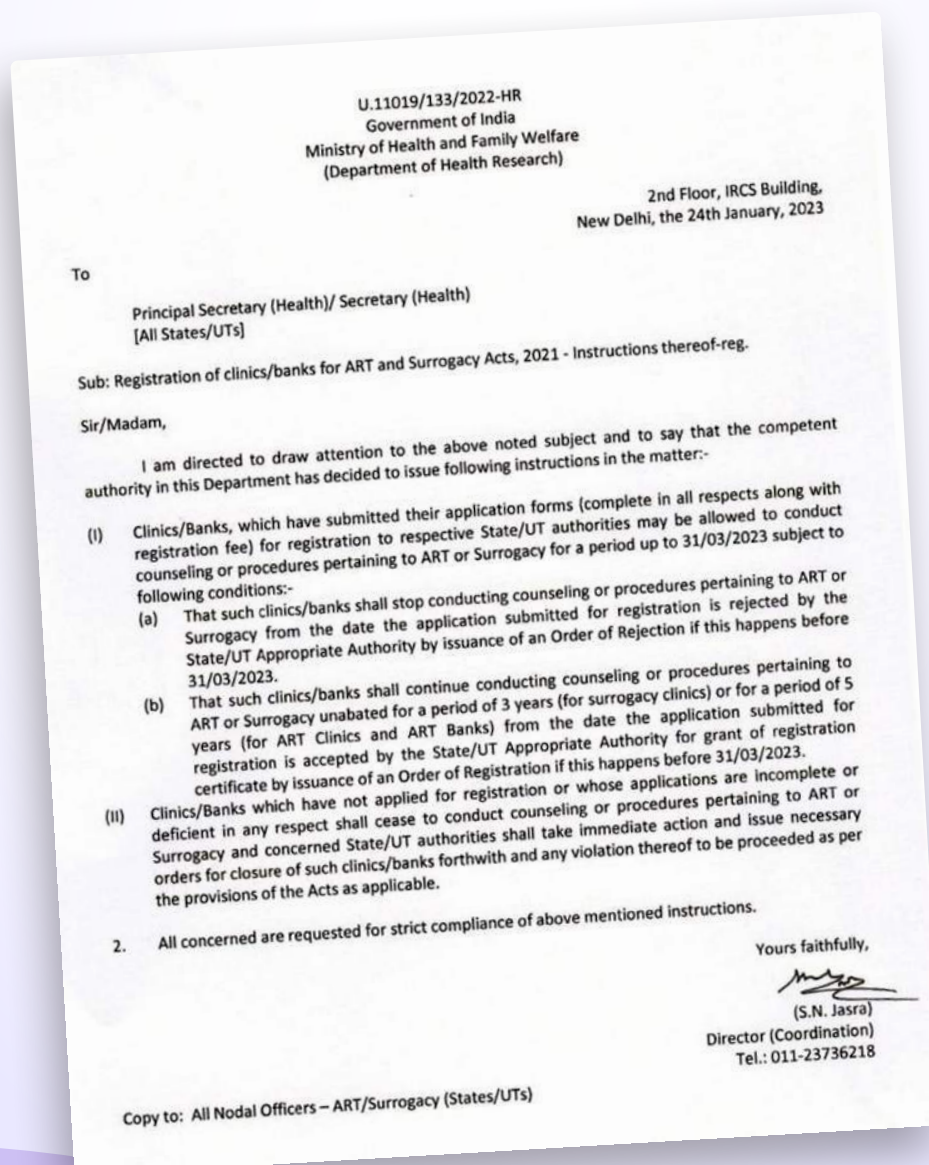 U.11019/133/2022-HR
Government of India
Ministry of Health and Family Welfare
(Department of Health Research)
2nd Floor, IRCS Building,
New Delhi, the 24th January, 2023
To
Principal Secretary (Health)/ Secretary (Health)
[All States/UTs]
Sub: Registration of clinics/banks for ART and Surrogacy Acts, 2021 - Instructions thereof-reg.
Sir/Madam,
I am directed to draw attention to the above noted subject and to say that the competent
authority in this Department has decided to issue following instructions in the matter:-
(I) Clinics/Banks, which have submitted their application forms (complete in all respects along with
registration fee) for registration to respective State/UT authorities may be allowed to conduct
counseling or procedures pertaining to ART or Surrogacy for a period up to 31/03/2023 subject to
following conditions:-
(a) That such clinics/banks shall stop conducting counseling or procedures pertaining to ART or
Surrogacy from the date the application submitted for registration is rejected by the
State/UT Appropriate Authority by issuance of an Order of Rejection if this happens before
31/03/2023.
(b) That such clinics/banks shall continue conducting counseling or procedures pertaining to
ART or Surrogacy unabated for a period of 3 years (for surrogacy clinics) or for a period of 5
years (for ART Clinics and ART Banks) from the date the application submitted for
registration is accepted by the State/UT Appropriate Authority for grant of registration
certificate by issuance of an Order of Registration if this happens before 31/03/2023.
(II) Clinics/Banks which have not applied for registration or whose applications are incomplete or
deficient in any respect shall cease to conduct counseling or procedures pertaining to ART or
Surrogacy and concerned State/UT authorities shall take immediate action and issue necessary
orders for closure of such clinics/banks forthwith and any violation thereof to be proceeded as per
the provisions of the Acts as applicable.
2. All concerned are requested for strict compliance of above mentioned instructions.
Yours faithfully,
(S.N. Jasra)
Director (Coordination)
Tel.: 011-23736218
Copy to: All Nodal Officers – ART/Surrogacy (States/UTs)